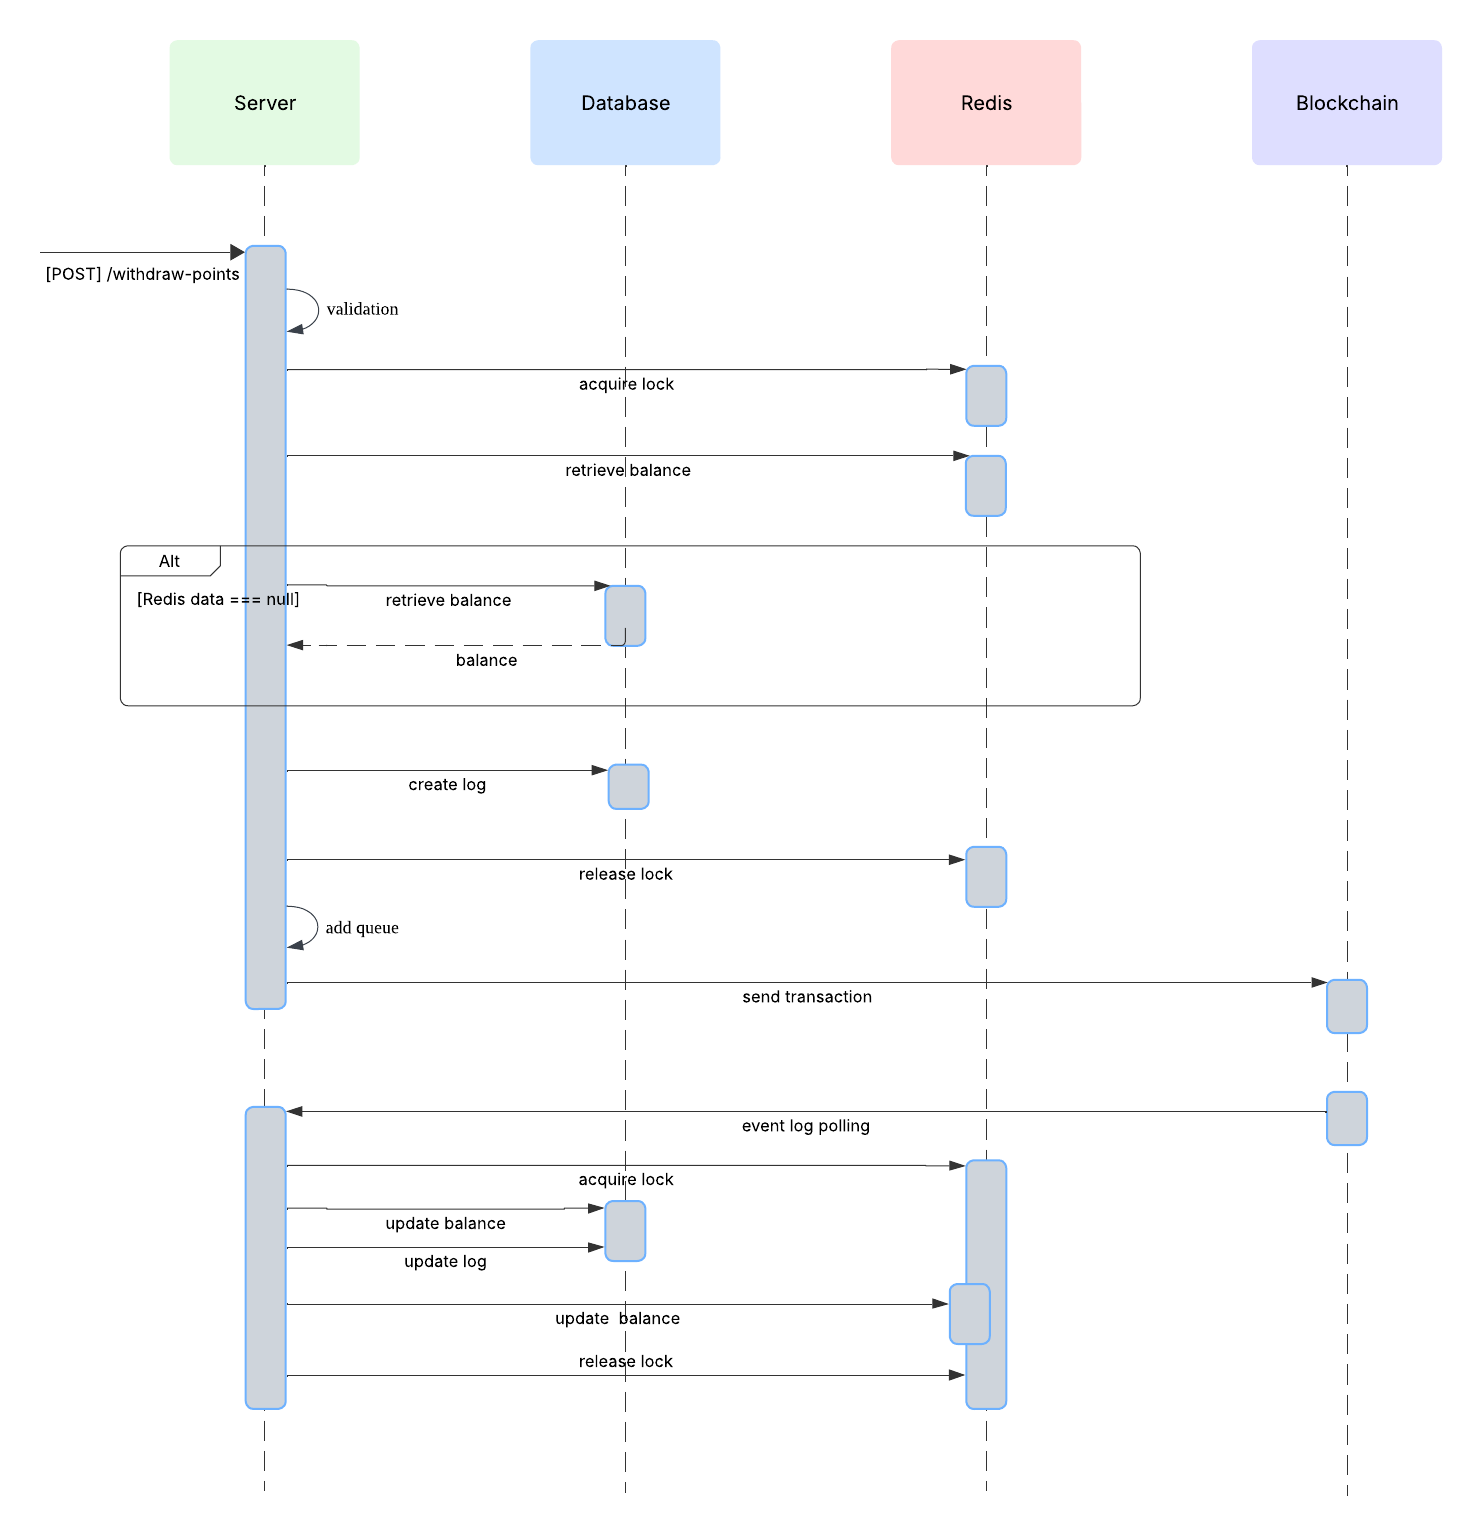 Server
Database
Redis
Blockchain
[POST] /withdraw-points
validation
acquire lock
retrieve balance
Alt
[Redis data === null]
retrieve balance
balance
create log
release lock
add queue
send transaction
event log polling
acquire lock
update balance
update log
update  balance
release lock